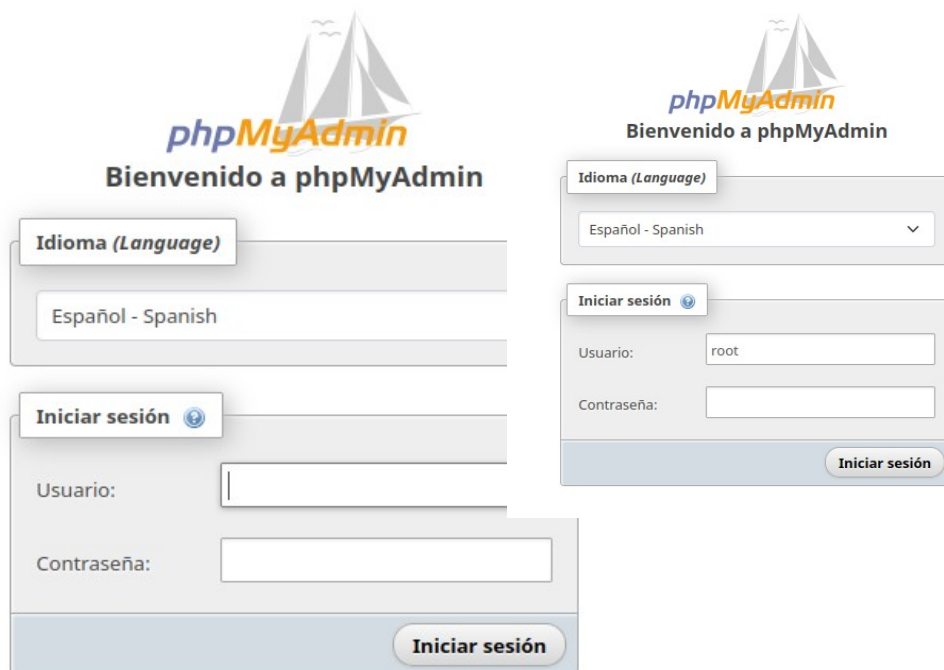 phpMyAdmin
Bienvenido a phpMyAdmin
Idioma (Language)
Español - Spanish
Iniciar sesión
Usuario:
Contraseña:
Iniciar sesión
phpMyAdmin
Bienvenido a phpMyAdmin
Idioma (Language)
Español - Spanish
Iniciar sesión
Usuario: root
Contraseña:
Iniciar sesión